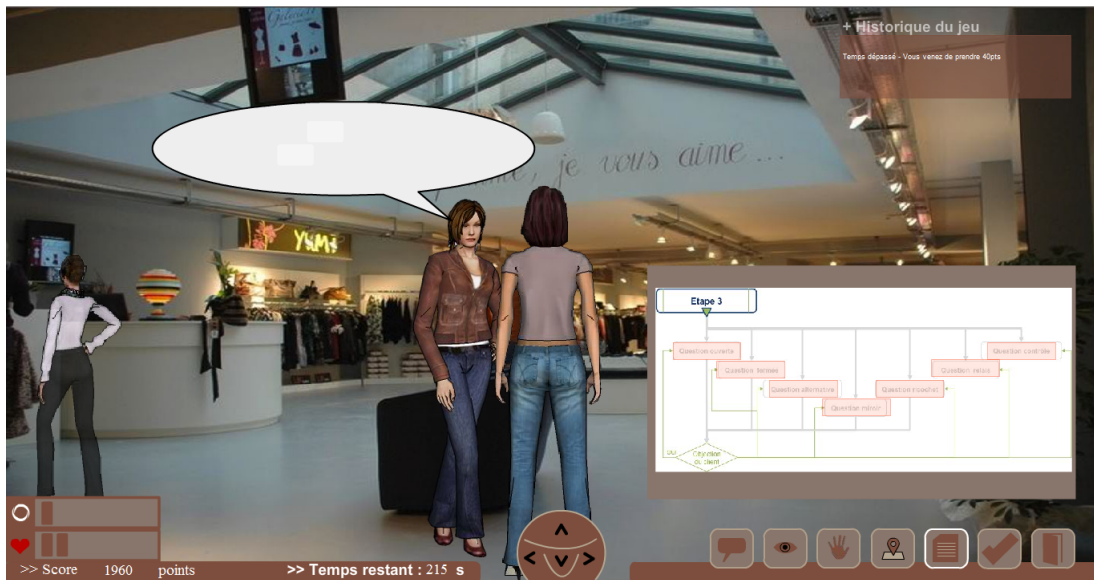 + Historique du jeu
Temps dépassé - Vous venez de prendre 40pts
je vous aime ...
YUMI
Etape 3
Question ouverte
Question contrôle
Question fermée
Question relais
Question alternative
Question ricochet
Question miroir
OUI
du client
>> Score 1960 points
>> Temps restant : 215 s